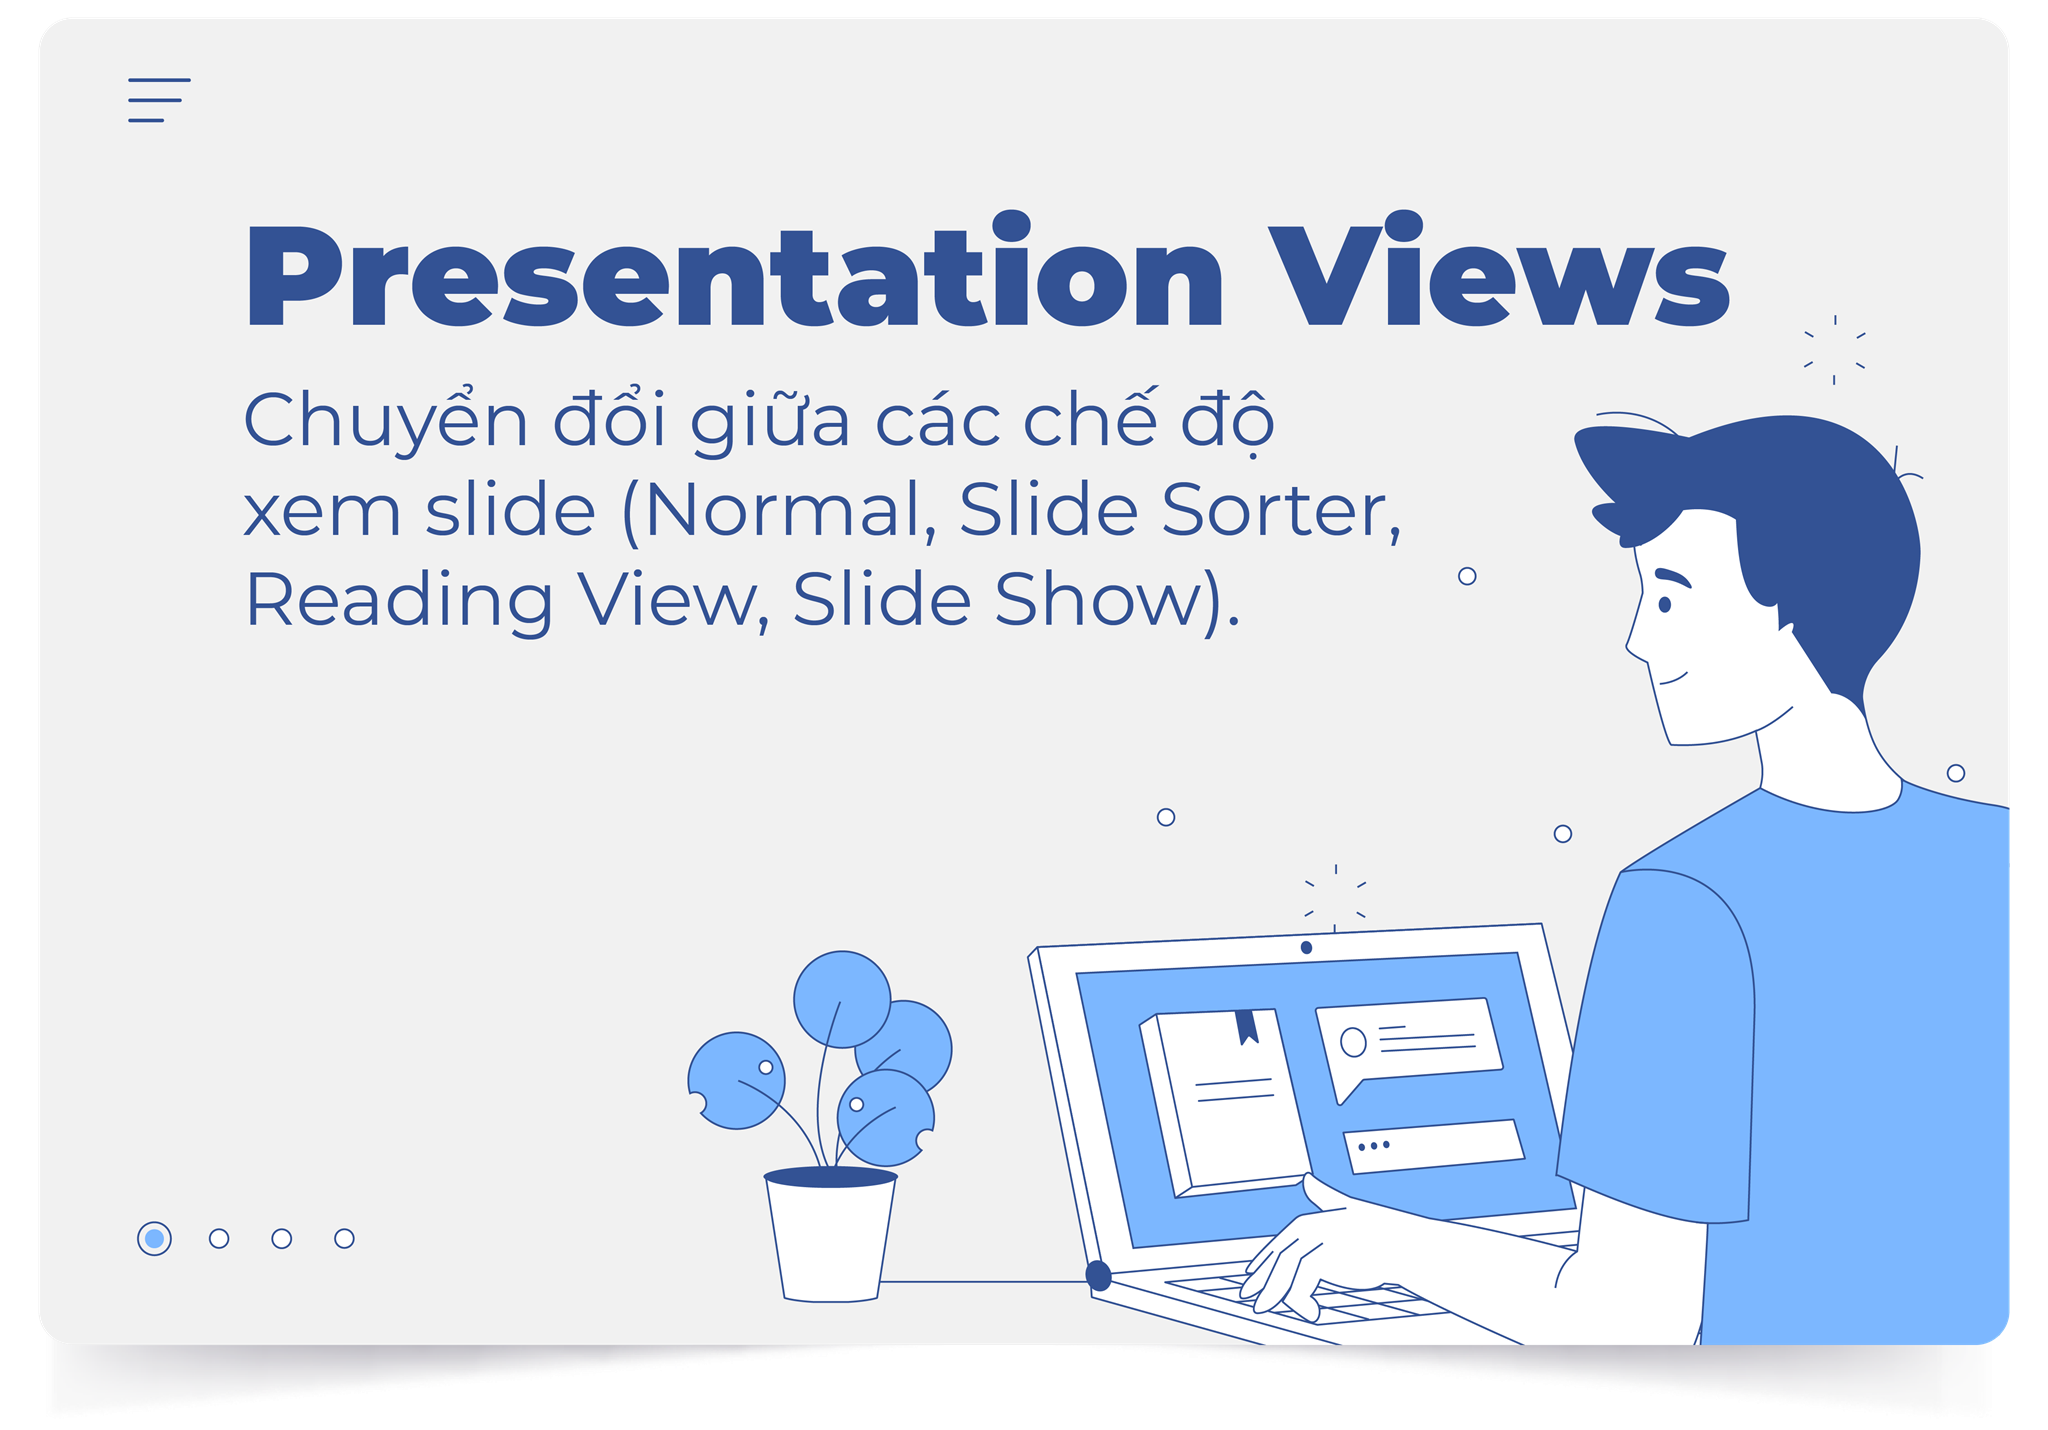 Presentation Views
Chuyển đổi giữa các chế độ
xem slide (Normal, Slide Sorter,
Reading View, Slide Show).